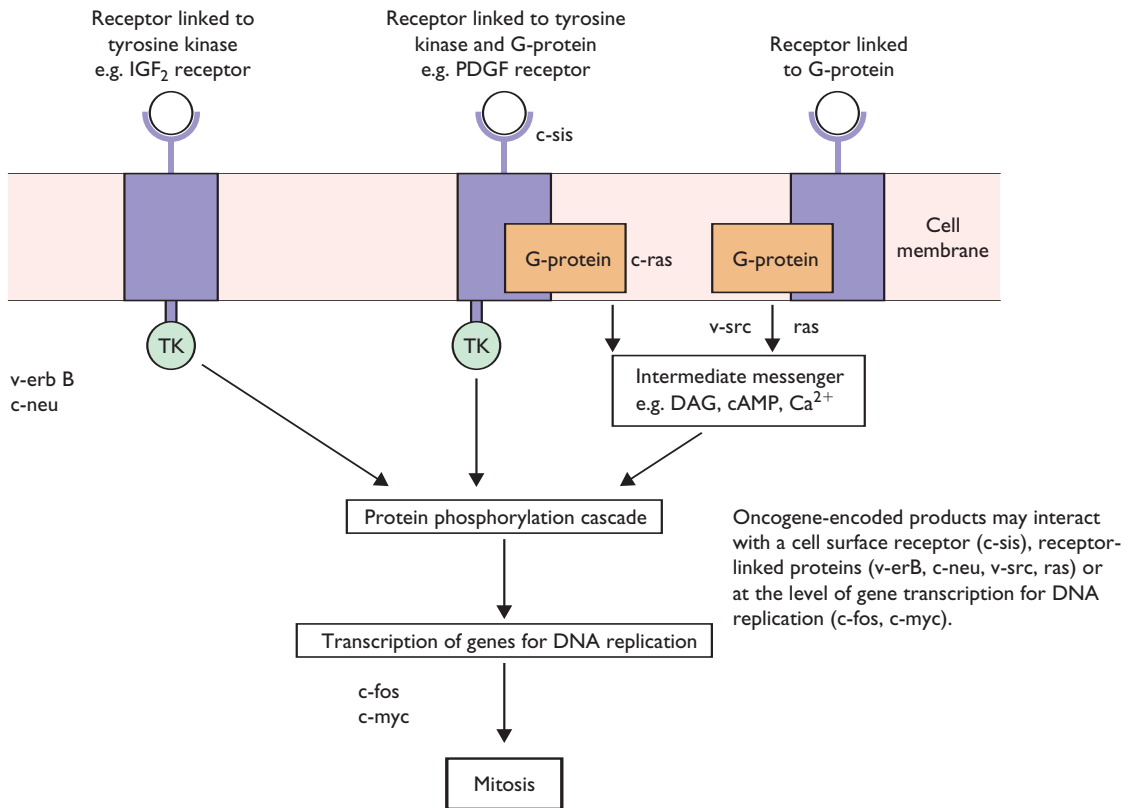 Receptor linked to
tyrosine kinase
e.g. IGF₂ receptor
Receptor linked to tyrosine
kinase and G-protein
e.g. PDGF receptor
Receptor linked
to G-protein
c-sis
Cell
membrane
G-protein
c-ras
G-protein
TK
TK
v-src
ras
v-erb B
c-neu
Intermediate messenger
e.g. DAG, cAMP, Ca²⁺
Protein phosphorylation cascade
Oncogene-encoded products may interact
with a cell surface receptor (c-sis), receptor-
linked proteins (v-erB, c-neu, v-src, ras) or
at the level of gene transcription for DNA
replication (c-fos, c-myc).
Transcription of genes for DNA replication
c-fos
c-myc
Mitosis